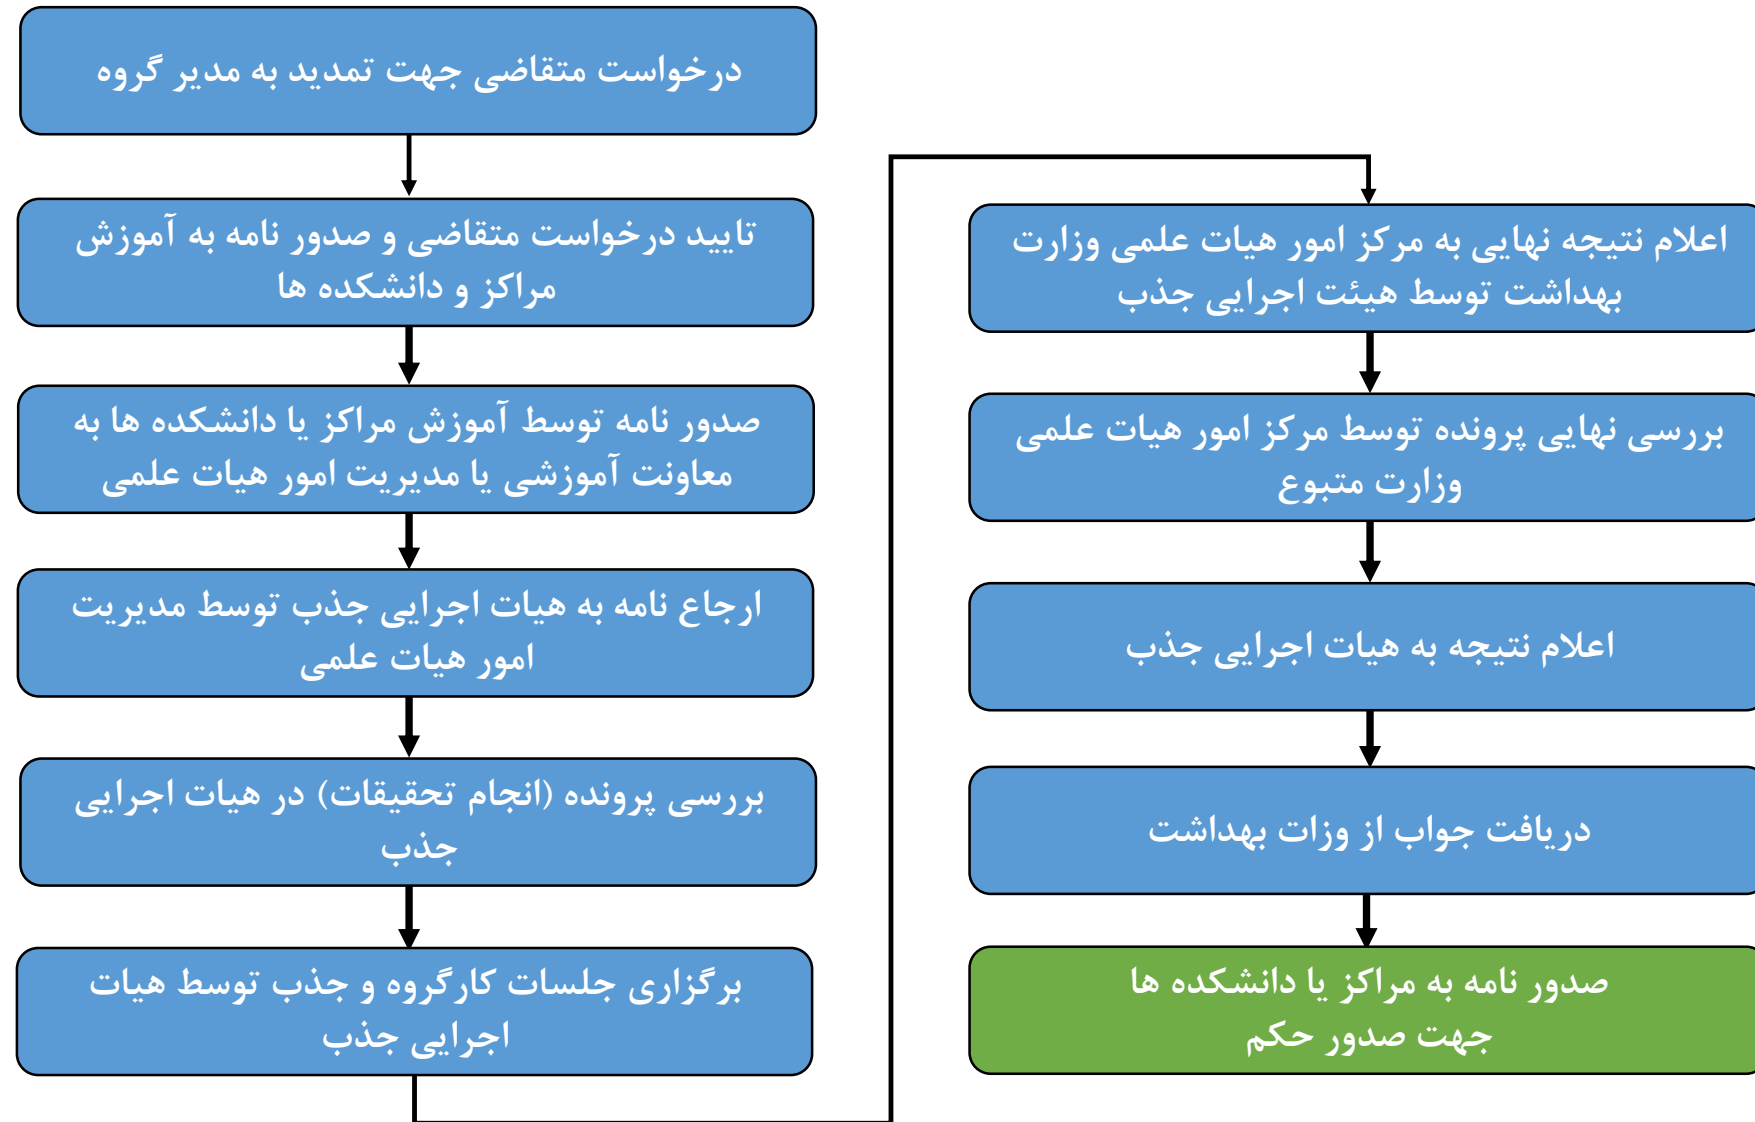 درخواست متقاضی جهت تمدید به مدیر گروه
تایید درخواست متقاضی و صدور نامه به آموزش
مراکز و دانشکده ها
صدور نامه توسط آموزش مراکز یا دانشکده ها به
معاونت آموزشی یا مدیریت امور هیات علمی
ارجاع نامه به هیات اجرایی جذب توسط مدیریت
امور هیات علمی
بررسی پرونده (انجام تحقیقات) در هیات اجرایی
جذب
برگزاری جلسات کارگروه و جذب توسط هیات
اجرایی جذب
اعلام نتیجه نهایی به مرکز امور هیات علمی وزارت
بهداشت توسط هیئت اجرایی جذب
بررسی نهایی پرونده توسط مرکز امور هیات علمی
وزارت متبوع
اعلام نتیجه به هیات اجرایی جذب
دریافت جواب از وزات بهداشت
صدور نامه به مراکز یا دانشکده ها
جهت صدور حکم